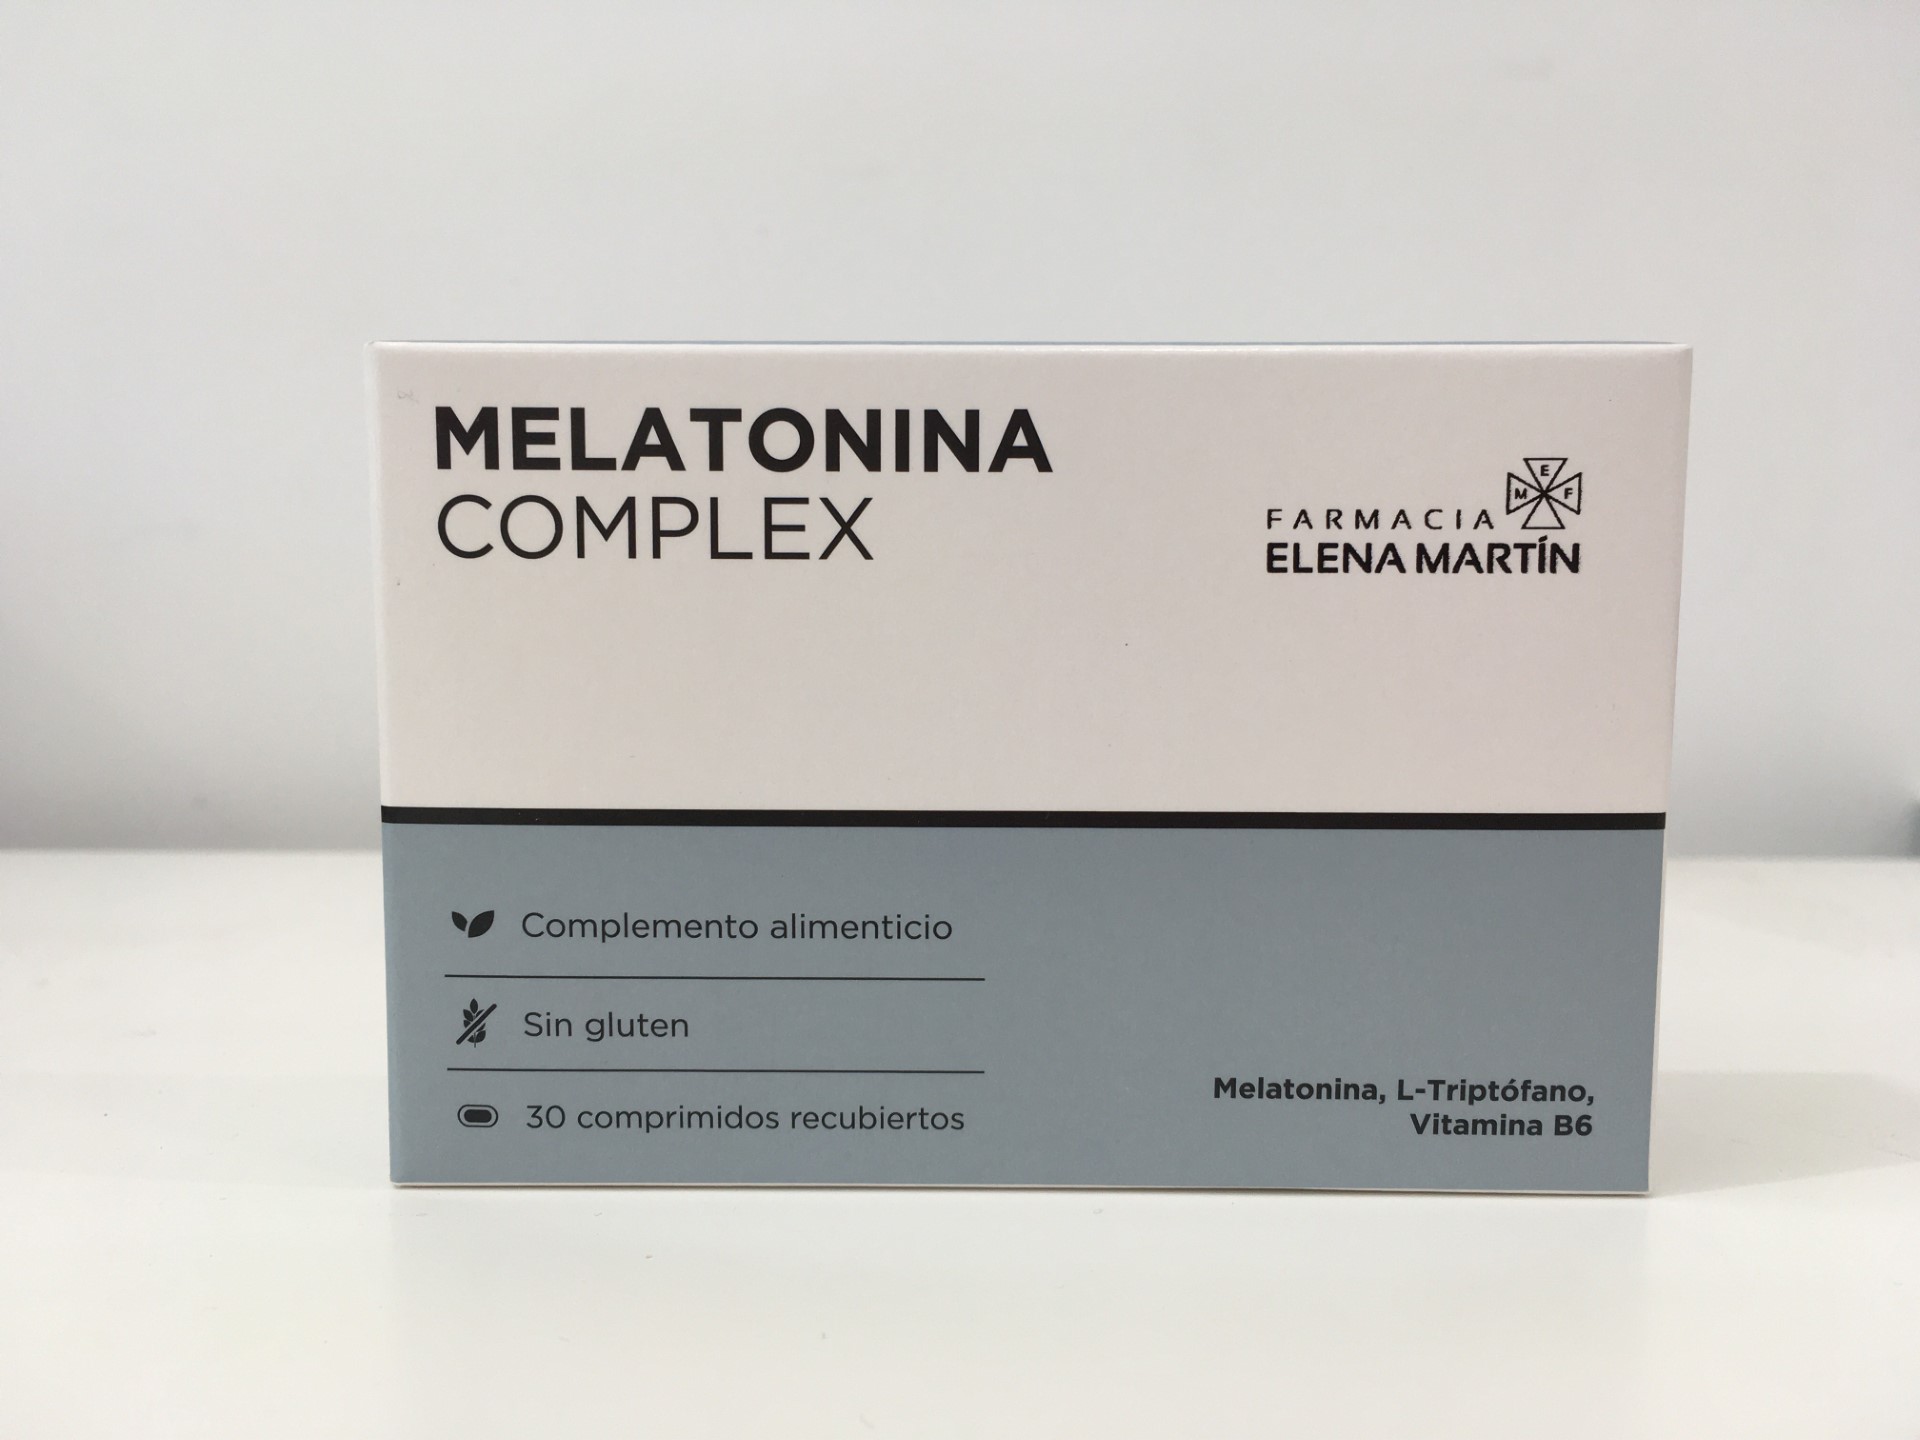 MELATONINA
COMPLEX
E
M F
FARMACIA
ELENA MARTÍN
Complemento alimenticio
Sin gluten
30 comprimidos recubiertos
Melatonina, L-Triptófano,
Vitamina B6